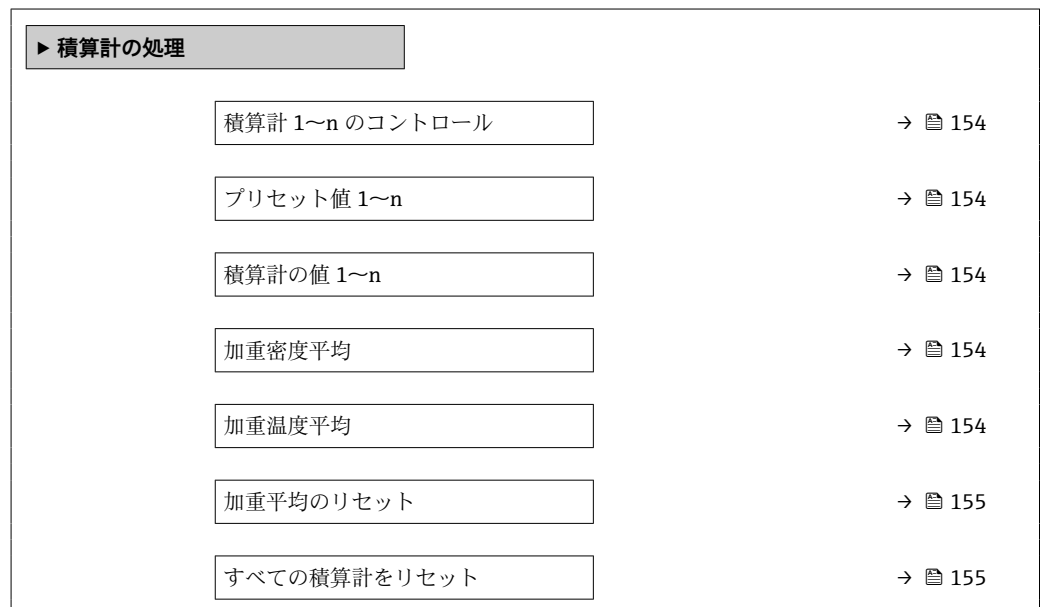 ▶ 積算計の処理
積算計 1～n のコントロール → 154
プリセット値 1～n → 154
積算計の値 1～n → 154
加重密度平均 → 154
加重温度平均 → 154
加重平均のリセット → 155
すべての積算計をリセット → 155